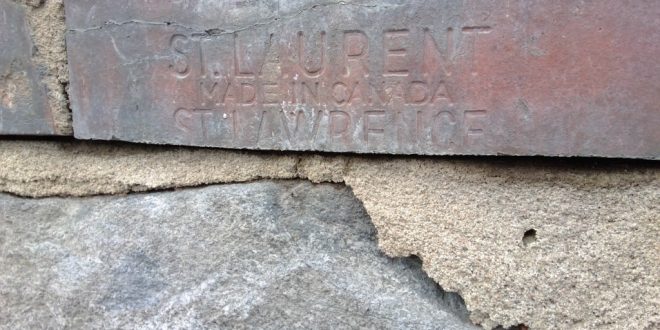 ST. LAURENT
MADE IN CANADA
ST. LAWRENCE